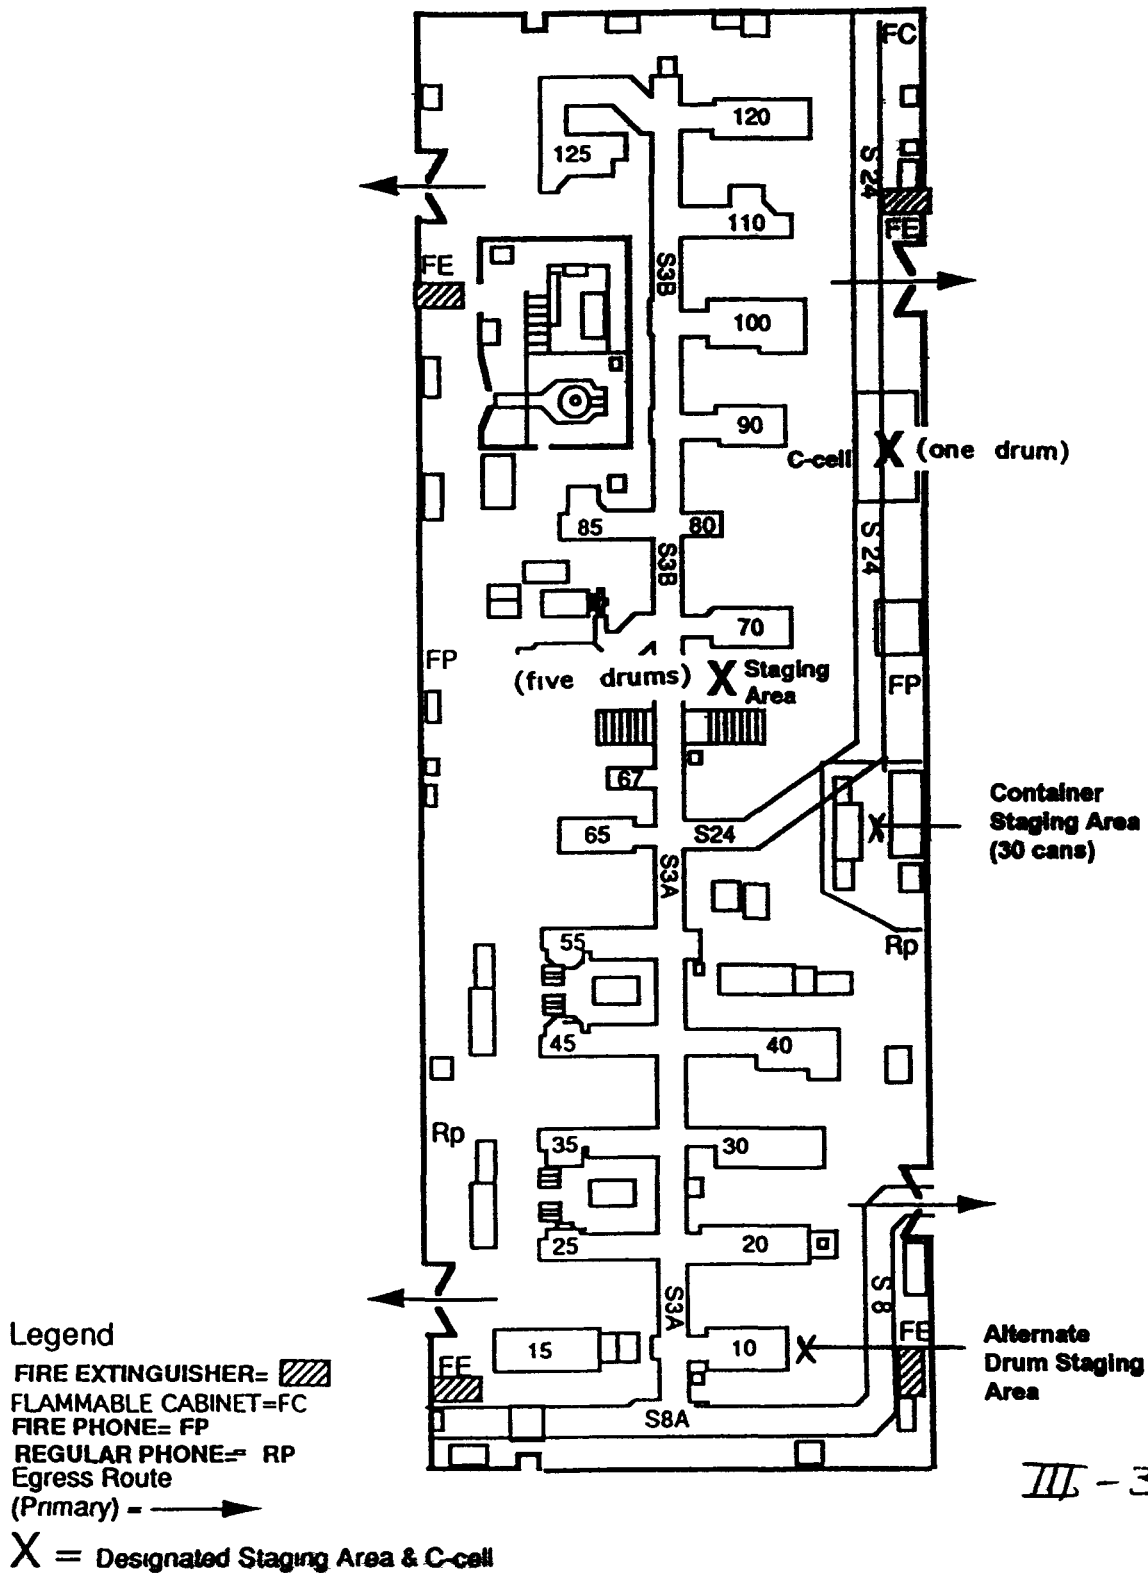 FC
120
125
S 24
110
FE
FE
S3B
100
90
C-cell X (one drum)
85
80
S3B
S 24
70
FP
(five drums) X Staging
Area
FP
67
65
S24
Container
Staging Area
(30 cans)
X
S3A
55
Rp
45
40
Rp
35
30
25
20
S3A
S 8
15
10
X
FE
Alternate
Drum Staging
Area
FE
S8A
Legend
FIRE EXTINGUISHER=
FLAMMABLE CABINET=FC
FIRE PHONE= FP
REGULAR PHONE= RP
Egress Route
(Primary) =
X = Designated Staging Area & C-cell
III - 3